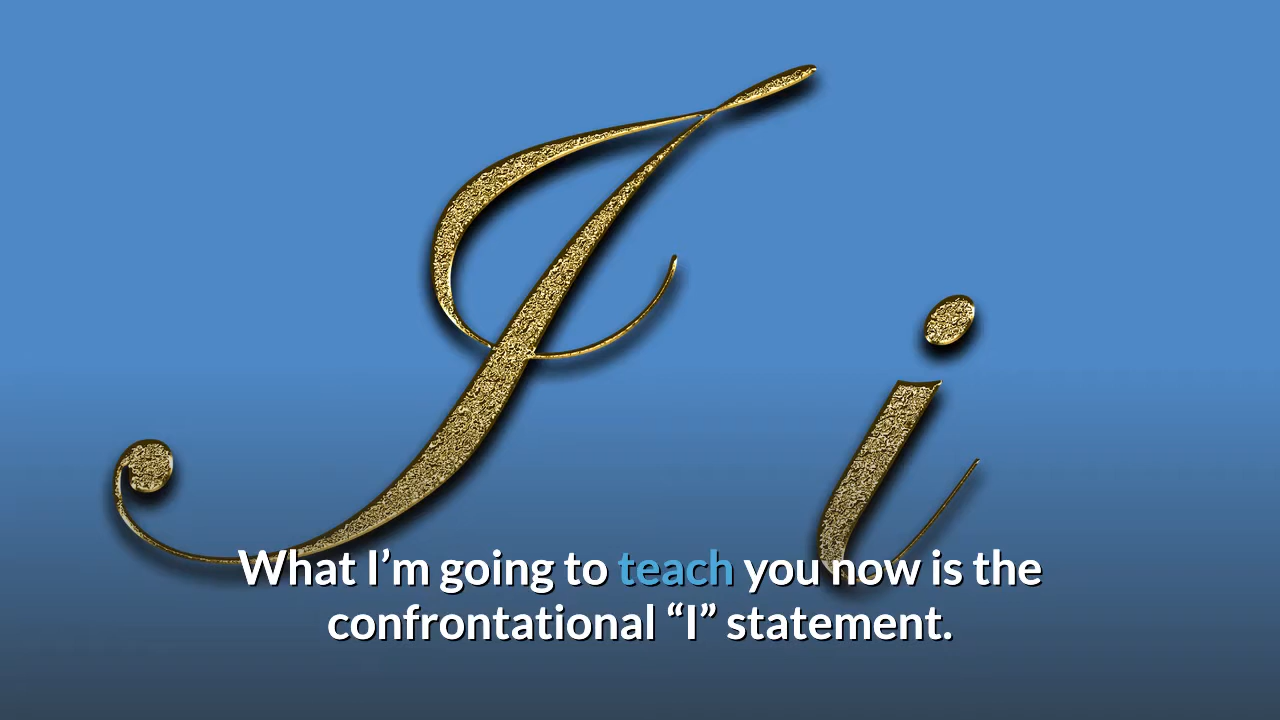 I i
What I’m going to teach you now is the
confrontational “I” statement.